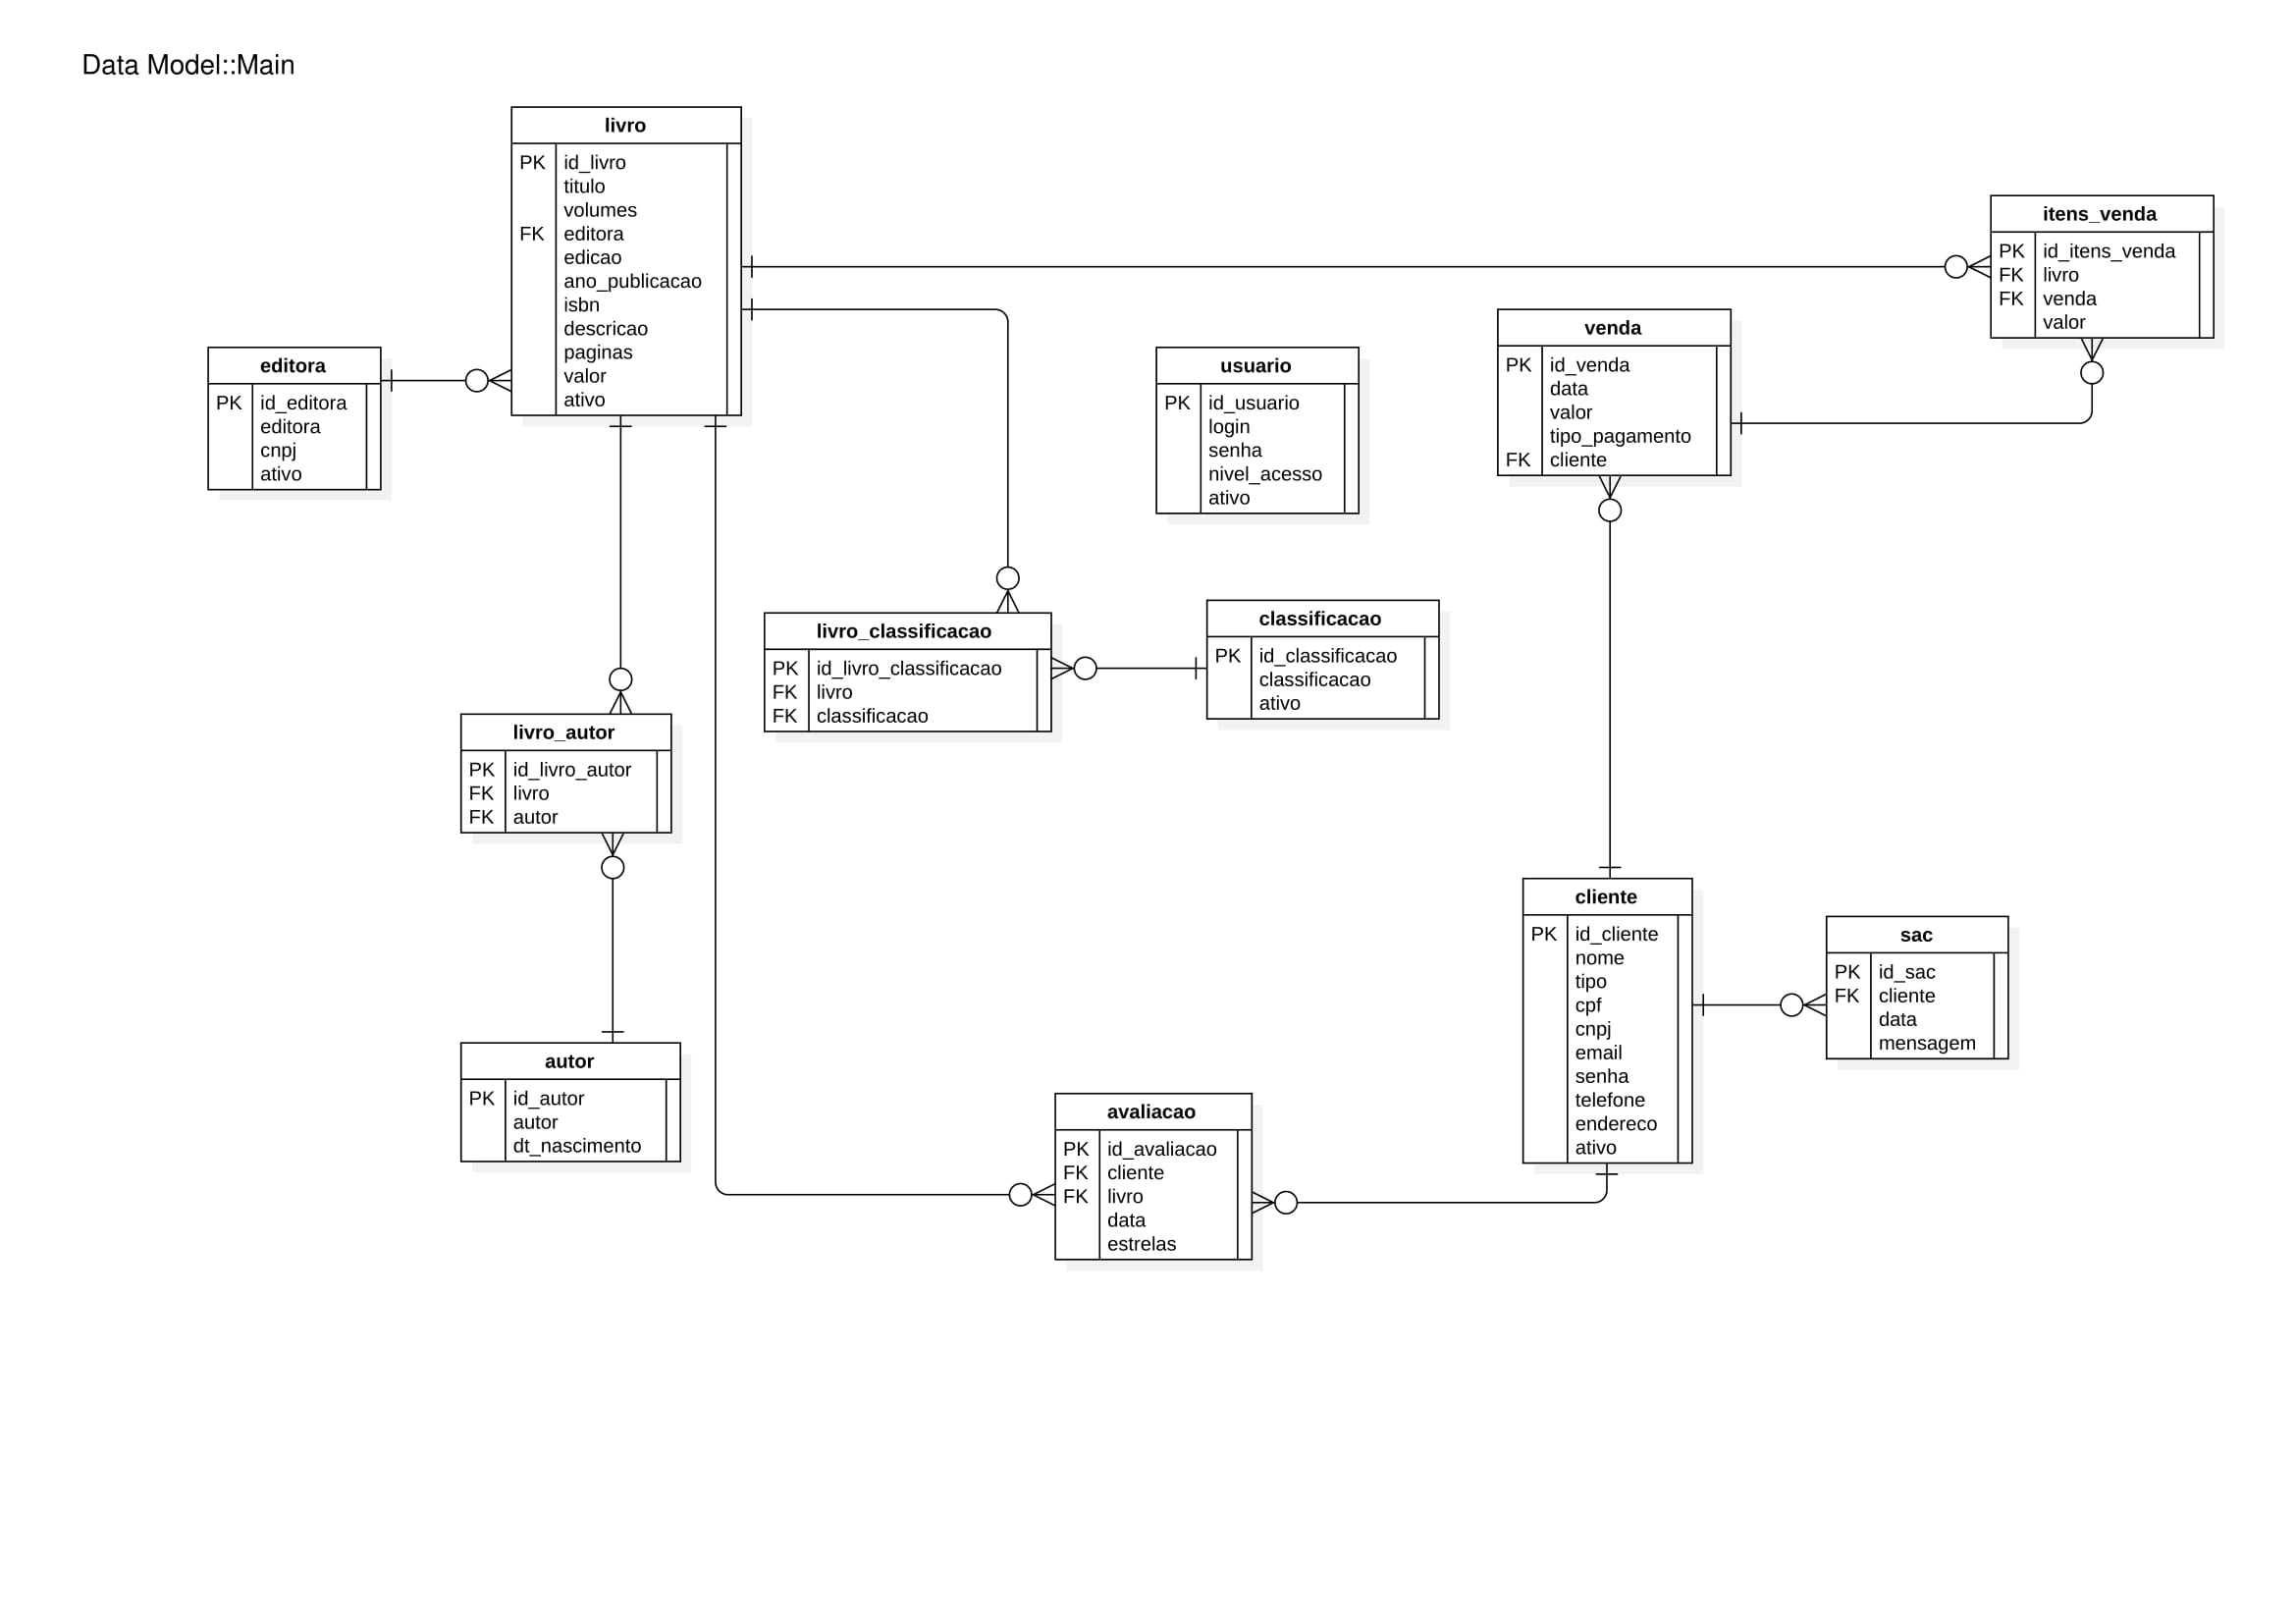 Data Model::Main
livro
PK id_livro
titulo
volumes
FK editora
edicao
ano_publicacao
isbn
descricao
paginas
valor
ativo
itens_venda
PK id_itens_venda
FK livro
FK venda
valor
venda
PK id_venda
data
valor
tipo_pagamento
FK cliente
editora
PK id_editora
editora
cnpj
ativo
usuario
PK id_usuario
login
senha
nivel_acesso
ativo
livro_classificacao
PK id_livro_classificacao
FK livro
FK classificacao
classificacao
PK id_classificacao
classificacao
ativo
livro_autor
PK id_livro_autor
FK livro
FK autor
cliente
PK id_cliente
nome
tipo
cpf
cnpj
email
senha
telefone
endereco
ativo
sac
PK id_sac
FK cliente
data
mensagem
autor
PK id_autor
autor
dt_nascimento
avaliacao
PK id_avaliacao
FK cliente
FK livro
data
estrelas